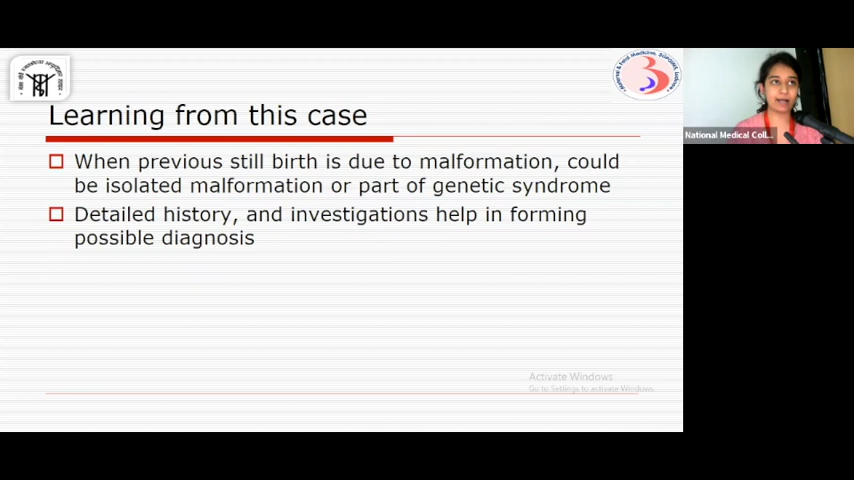 Learning from this case
When previous still birth is due to malformation, could
be isolated malformation or part of genetic syndrome
Detailed history, and investigations help in forming
possible diagnosis
Activate Windows
Go to Settings to activate Windows.
National Medical Coll...